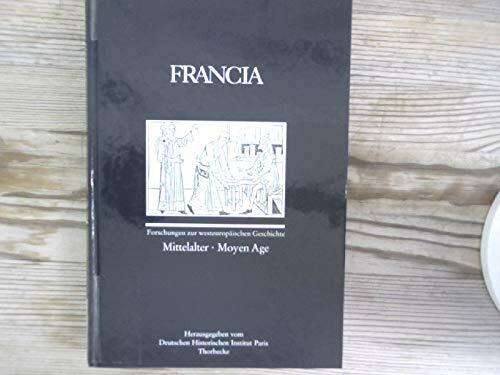 FRANCIA
Forschungen zur westeuropäischen Geschichte
Mittelalter · Moyen Age
Herausgegeben vom
Deutschen Historischen Institut Paris
Thorbecke